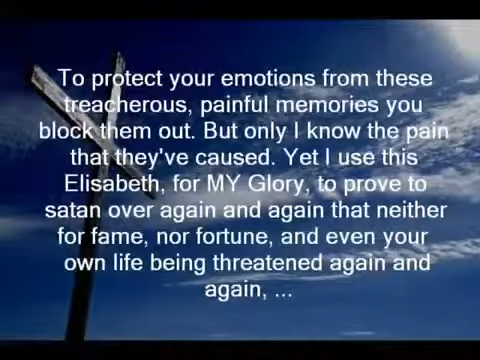 To protect your emotions from these
treacherous, painful memories you
block them out. But only I know the pain
that they've caused. Yet I use this
Elisabeth, for MY Glory, to prove to
satan over again and again that neither
for fame, nor fortune, and even your
own life being threatened again and
again, ...